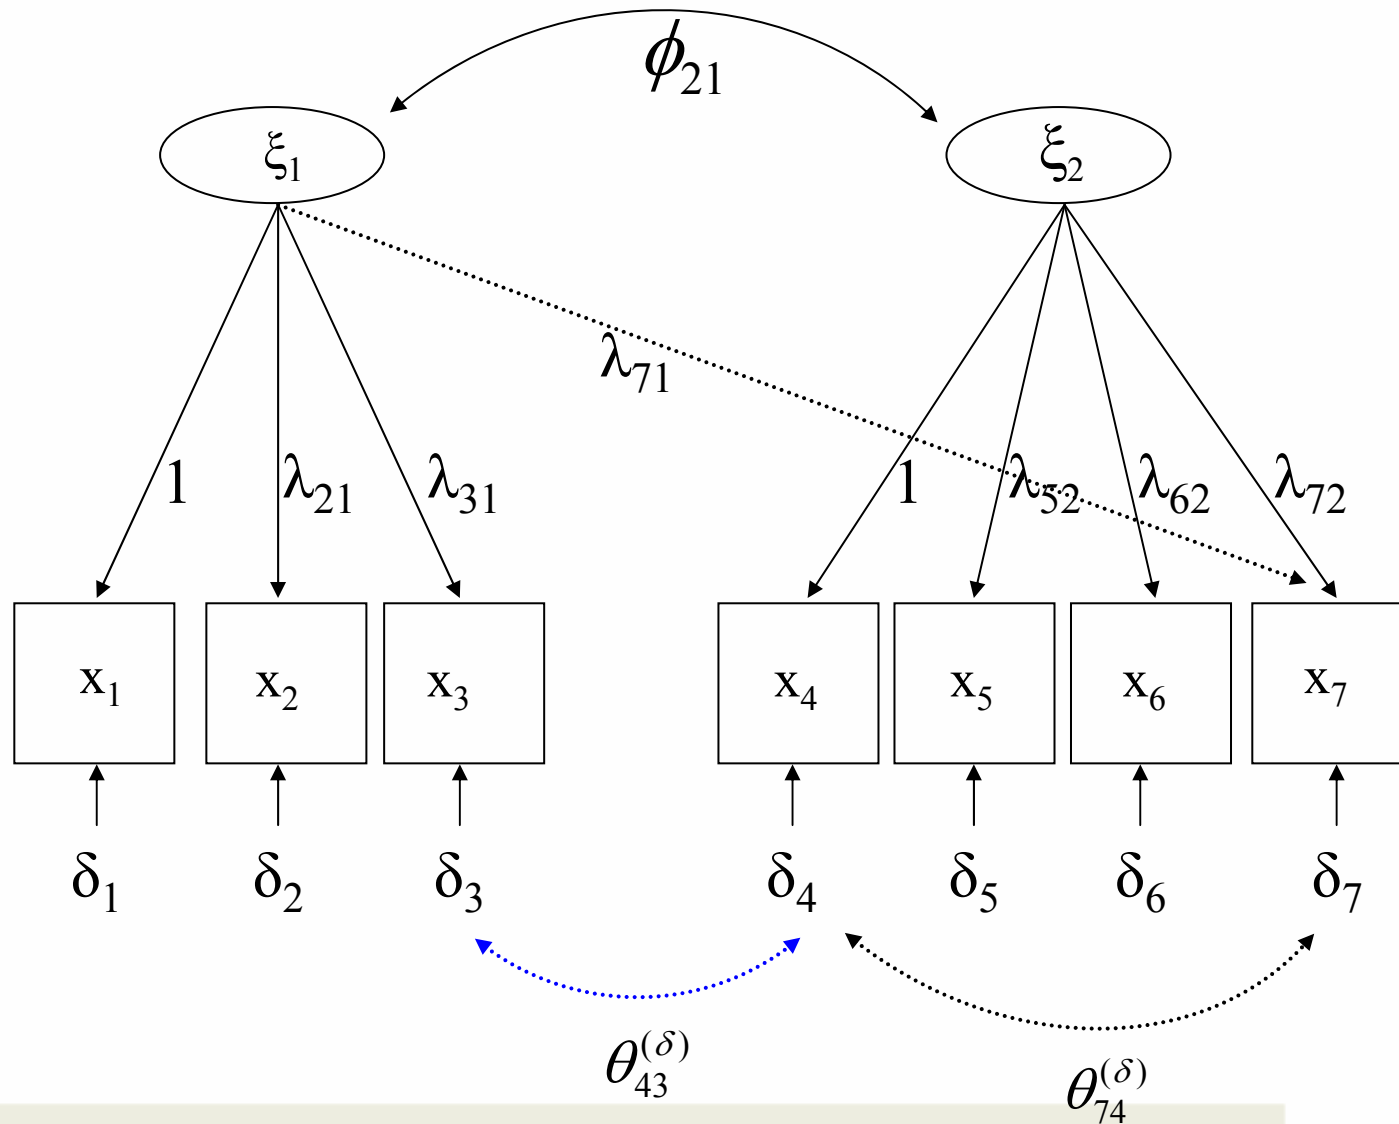 ϕ21
ξ1 ξ2
λ71
1 λ21 λ31 1 λ52 λ62 λ72
x1 x2 x3 x4 x5 x6 x7
δ1 δ2 δ3 δ4 δ5 δ6 δ7
θ43(δ) θ74(δ)